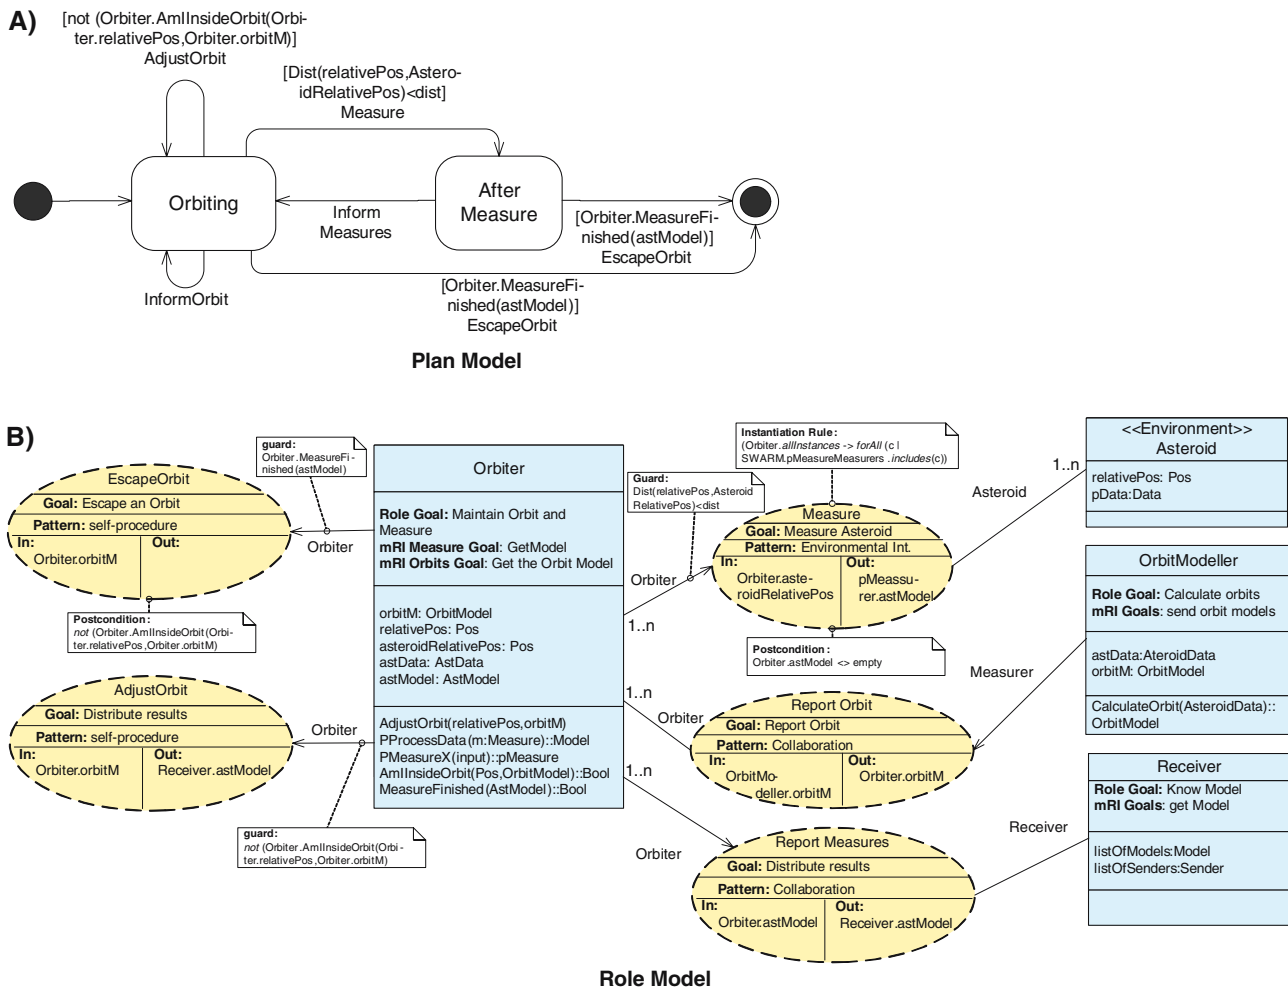 A)
[not (Orbiter.AmIInsideOrbit(Orbi-
ter.relativePos,Orbiter.orbitM)]
AdjustOrbit
[Dist(relativePos,Astero-
idRelativePos)<dist]
Measure
Orbiting
After
Measure
Inform
Measures
[Orbiter.MeasureFi-
nished(astModel)]
EscapeOrbit
InformOrbit
[Orbiter.MeasureFi-
nished(astModel)]
EscapeOrbit
Plan Model
B)
guard:
Orbiter.MeasureFi-
nished(astModel)
EscapeOrbit
Goal: Escape an Orbit
Pattern: self-procedure
In:
Orbiter.orbitM
Out:
Orbiter
Postcondition:
not (Orbiter.AmIInsideOrbit(Orbi-
ter.relativePos,Orbiter.orbitM)
AdjustOrbit
Goal: Distribute results
Pattern: self-procedure
In:
Orbiter.orbitM
Out:
Receiver.astModel
Orbiter
guard:
not (Orbiter.AmIInsideOrbit(Orbi-
ter.relativePos,Orbiter.orbitM)
Orbiter
Role Goal: Maintain Orbit and
Measure
mRI Measure Goal: GetModel
mRI Orbits Goal: Get the Orbit Model
orbitM: OrbitModel
relativePos: Pos
asteroidRelativePos: Pos
astData: AstData
astModel: AstModel
AdjustOrbit(relativePos,orbitM)
PProcessData(m:Measure)::Model
PMeasureX(input)::pMeasure
AmIInsideOrbit(Pos,OrbitModel)::Bool
MeasureFinished(AstModel)::Bool
Guard:
Dist(relativePos,Asteroid
RelativePos)<dist
Orbiter
1..n
Instantiation Rule:
(Orbiter.allInstances -> forAll (c |
SWARM.pMeasureMeasurers .includes(c))
Measure
Goal: Measure Asteroid
Pattern: Environmental Int.
In:
Orbiter.aste-
roidRelativePos
Out:
pMeassu-
rer.astModel
Postcondition:
Orbiter.astModel <> empty
Asteroid
1..n
<<Environment>>
Asteroid
relativePos: Pos
pData:Data
OrbitModeller
Role Goal: Calculate orbits
mRI Goals: send orbit models
astData:AteroidData
orbitM: OrbitModel
CalculateOrbit(AsteroidData)::
OrbitModel
Measurer
1..n
Orbiter
Report Orbit
Goal: Report Orbit
Pattern: Collaboration
In:
OrbitMo-
deller.orbitM
Out:
Orbiter.orbitM
1..n
Orbiter
Report Measures
Goal: Distribute results
Pattern: Collaboration
In:
Orbiter.astModel
Out:
Receiver.astModel
Receiver
Receiver
Role Goal: Know Model
mRI Goals: get Model
listOfModels:Model
listOfSenders:Sender
Role Model